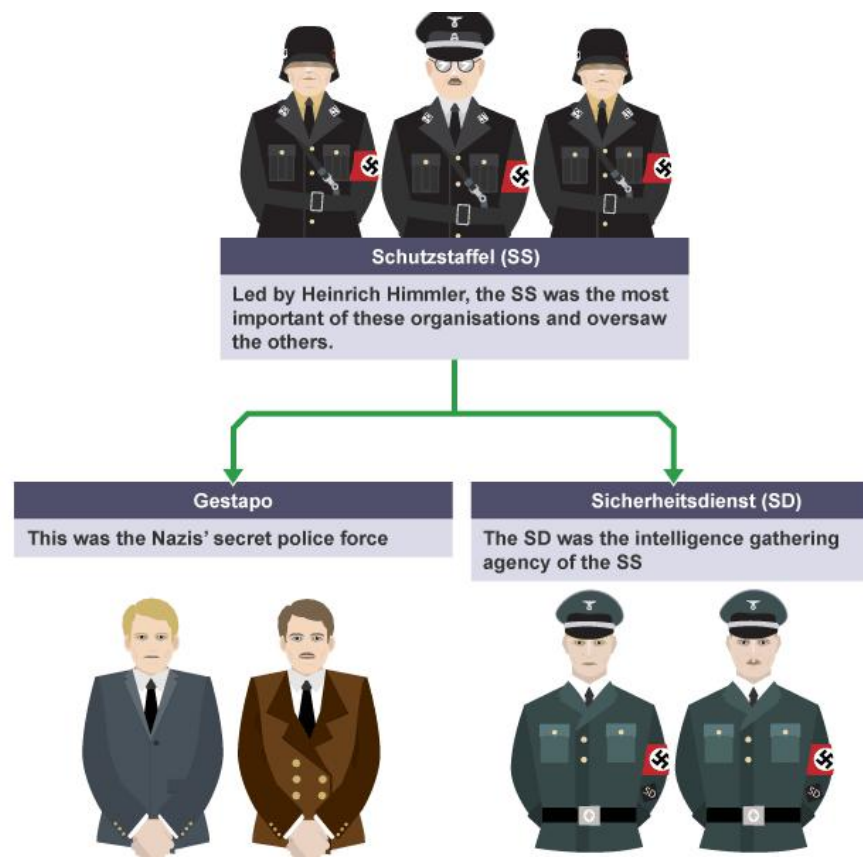 Schutzstaffel (SS)
Led by Heinrich Himmler, the SS was the most
important of these organisations and oversaw
the others.
Gestapo
This was the Nazis’ secret police force
Sicherheitsdienst (SD)
The SD was the intelligence gathering
agency of the SS
SD
SD